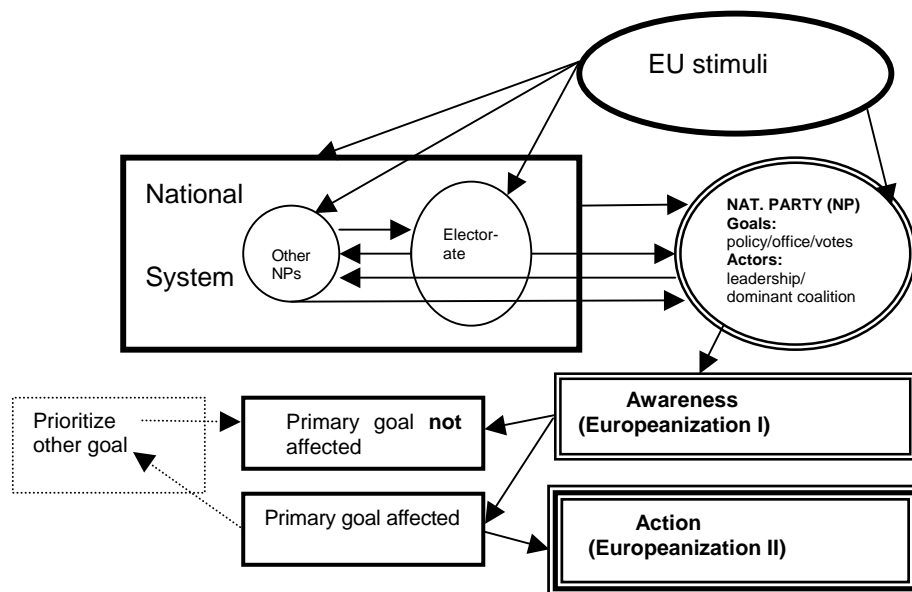 EU stimuli
National
System
Other
NPs
Elector-
ate
NAT. PARTY (NP)
Goals:
policy/office/votes
Actors:
leadership/
dominant coalition
Awareness
(Europeanization I)
Primary goal not
affected
Prioritize
other goal
Primary goal affected
Action
(Europeanization II)